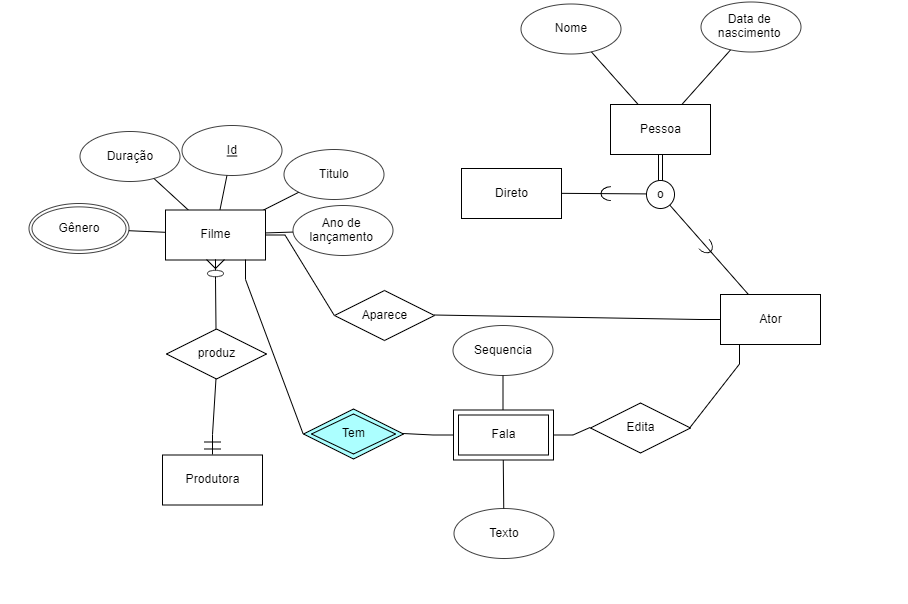 Nome
Data de
nascimento
Pessoa
Duração
Id
Titulo
Direto
o
Gênero
Filme
Ano de
lançamento
Aparece
Ator
produz
Sequencia
Tem
Fala
Edita
Produtora
Texto